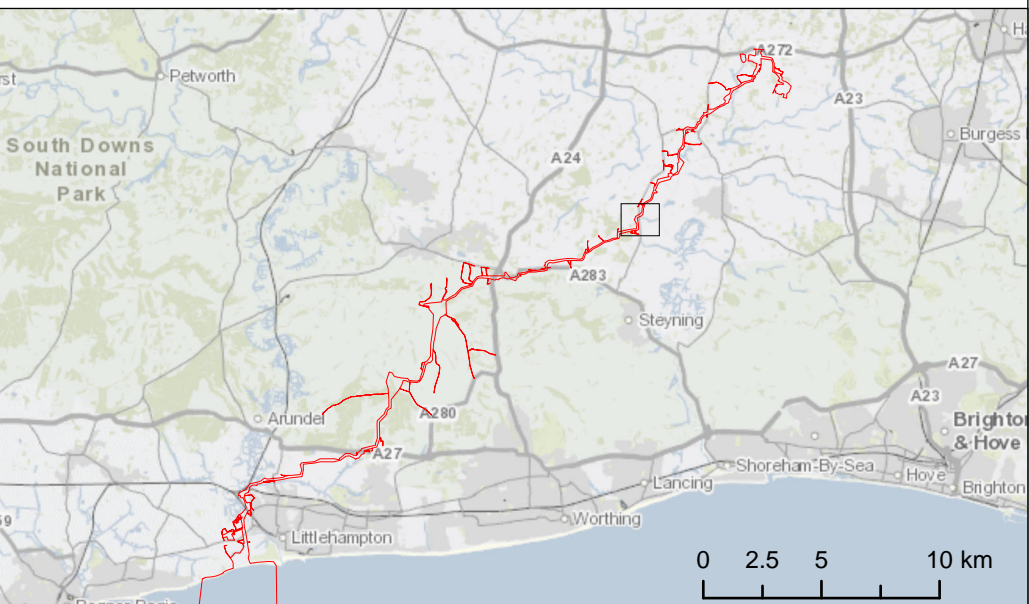 A272
Petworth
A23
Burgess
South Downs
National
Park
A24
A283
Steyning
A27
A23
Arundel
A280
Brighton
& Hove
A27
Shoreham-By-Sea
Hove
Lancing
Brighton
Worthing
Littlehampton
0 2.5 5 10 km